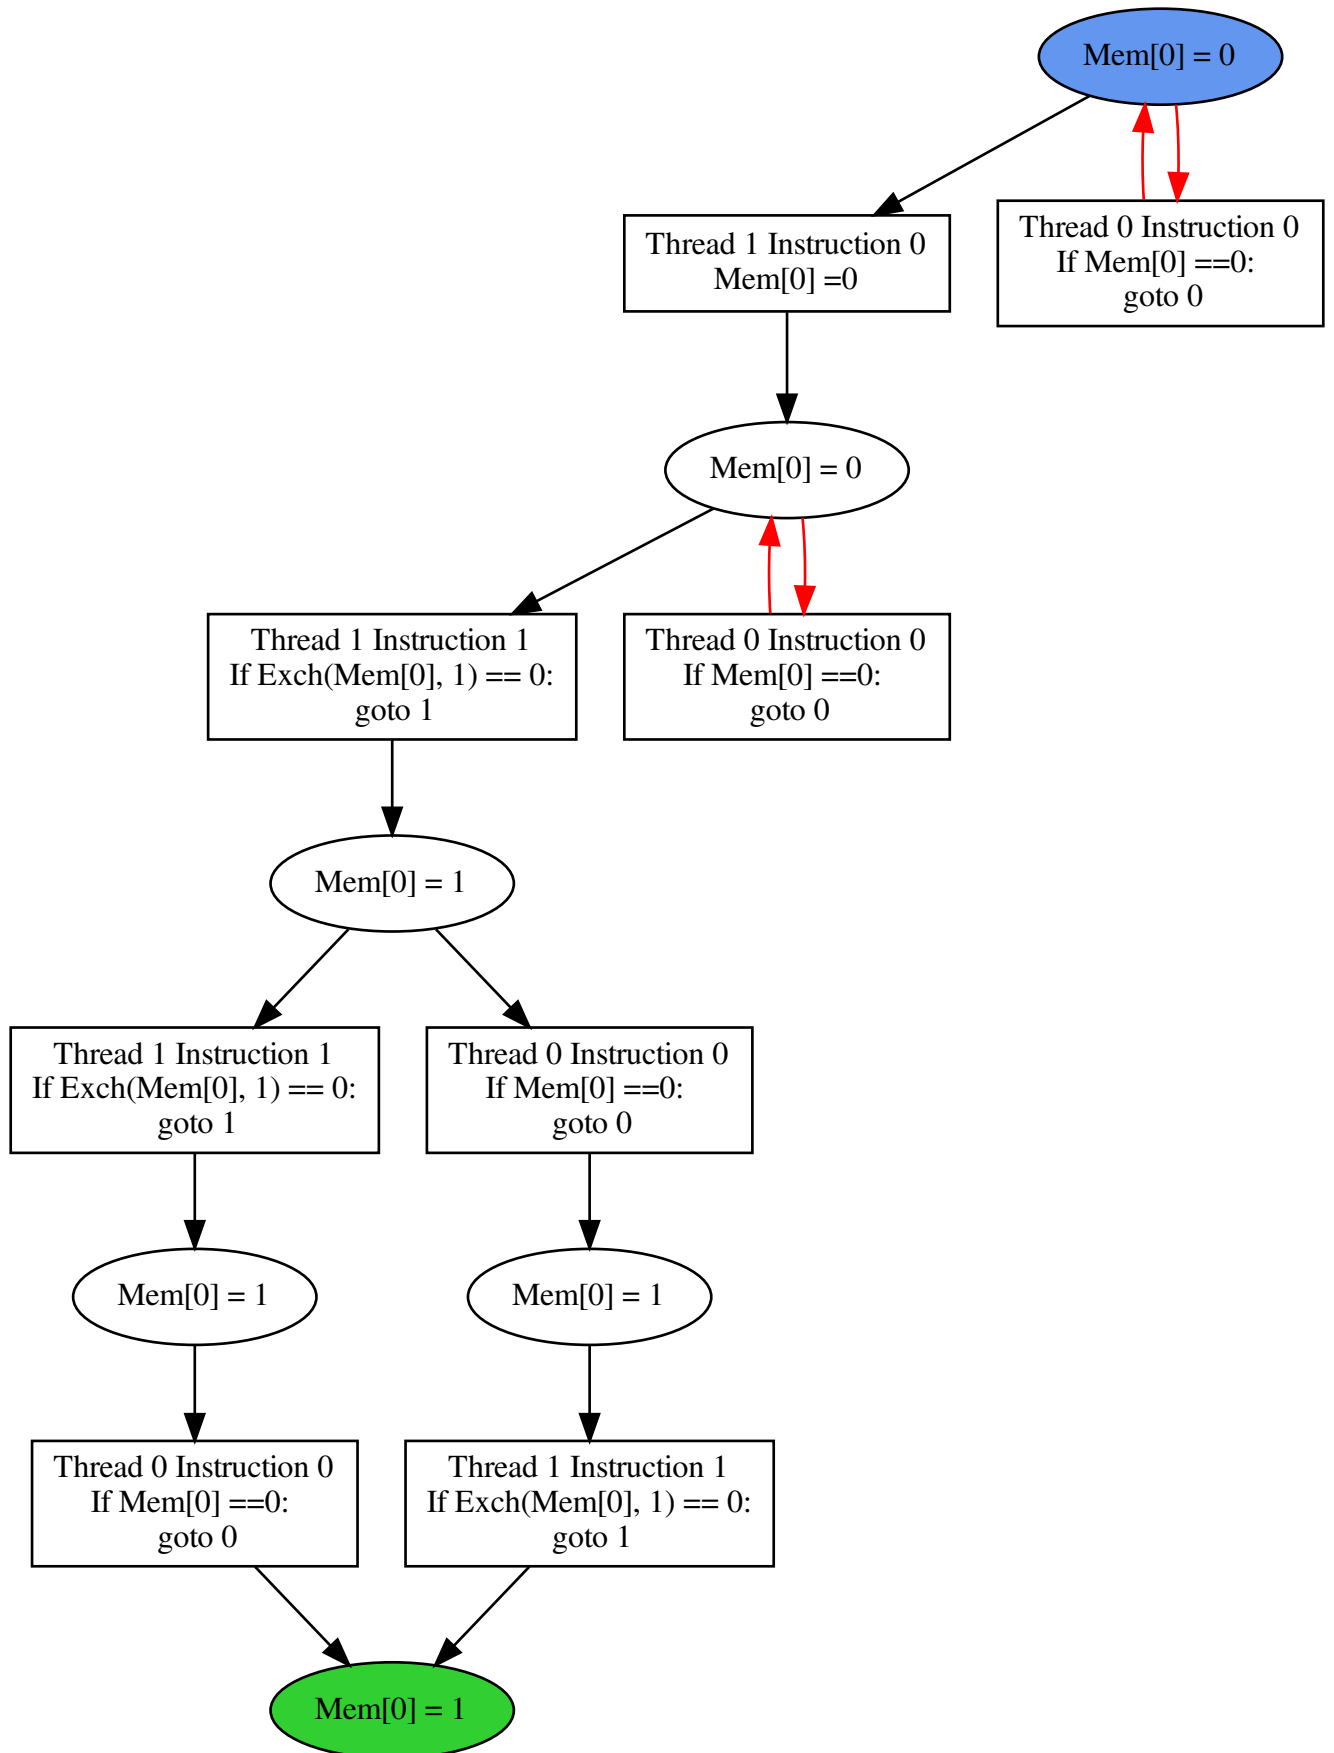 Mem[0] = 0
Thread 1 Instruction 0
Mem[0] =0
Thread 0 Instruction 0
If Mem[0] ==0:
goto 0
Mem[0] = 0
Thread 1 Instruction 1
If Exch(Mem[0], 1) == 0:
goto 1
Thread 0 Instruction 0
If Mem[0] ==0:
goto 0
Mem[0] = 1
Thread 1 Instruction 1
If Exch(Mem[0], 1) == 0:
goto 1
Thread 0 Instruction 0
If Mem[0] ==0:
goto 0
Mem[0] = 1
Mem[0] = 1
Thread 0 Instruction 0
If Mem[0] ==0:
goto 0
Thread 1 Instruction 1
If Exch(Mem[0], 1) == 0:
goto 1
Mem[0] = 1